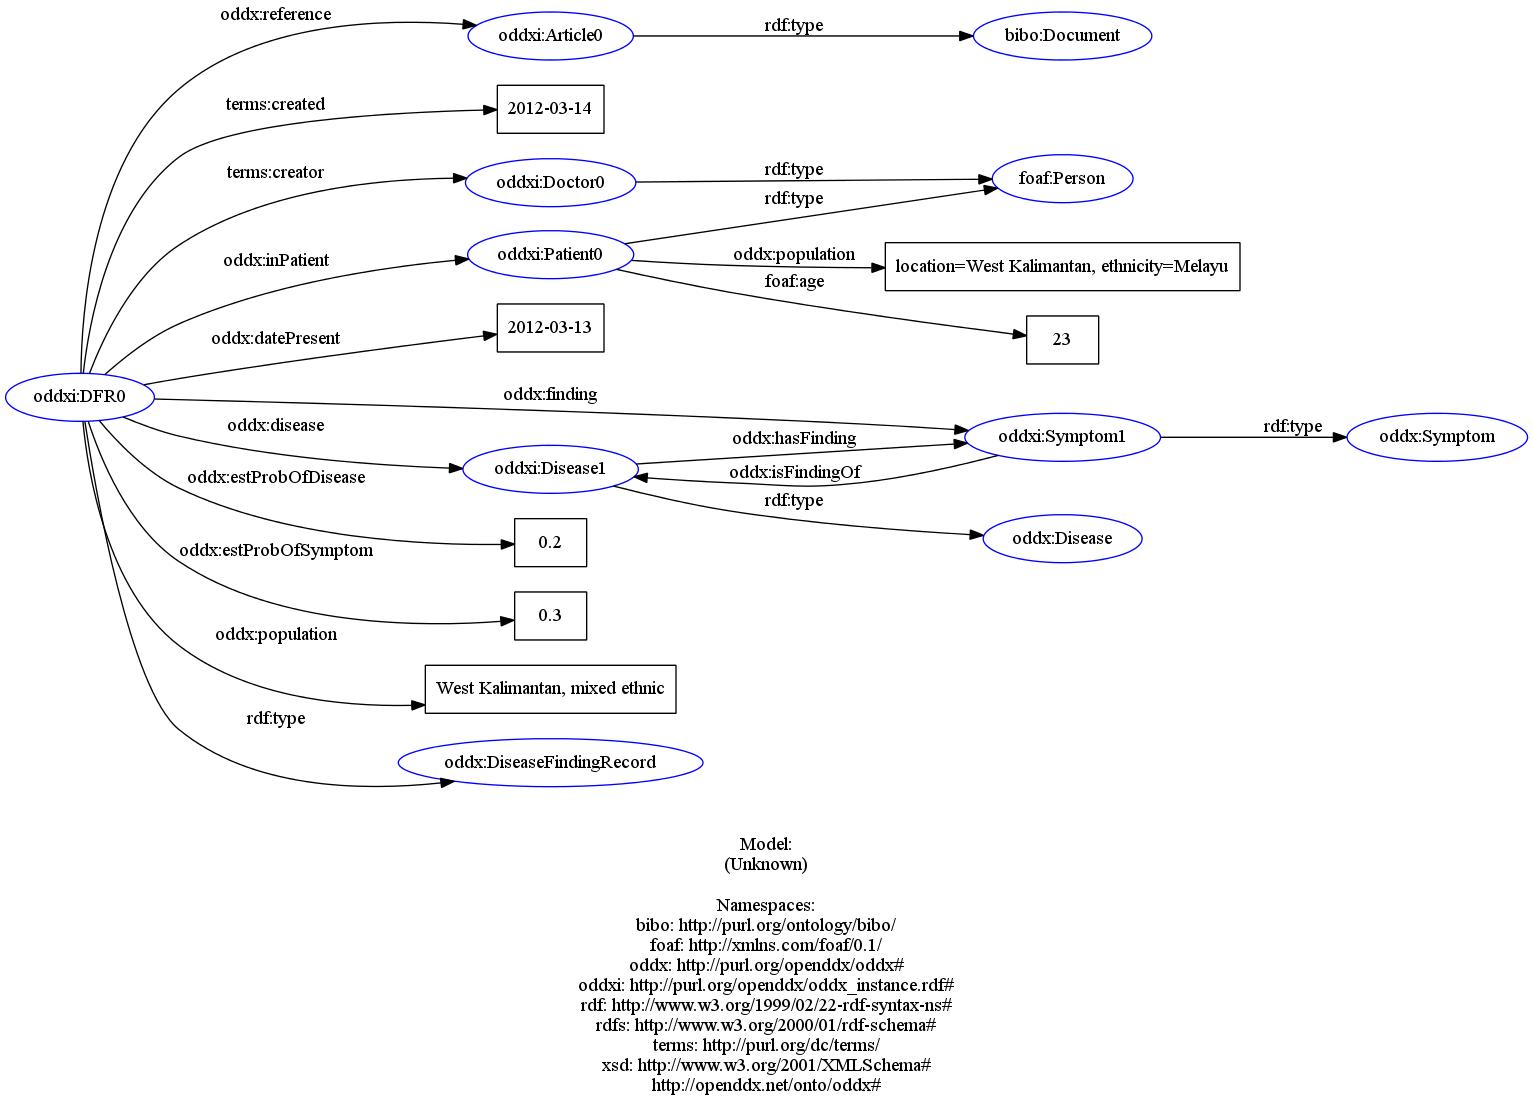 oddx:reference
oddxi:Article0
rdf:type
bibo:Document
terms:created
2012-03-14
terms:creator
oddxi:Doctor0
rdf:type
foaf:Person
rdf:type
oddx:inPatient
oddxi:Patient0
oddx:population
location=West Kalimantan, ethnicity=Melayu
foaf:age
23
oddx:datePresent
2012-03-13
oddxi:DFR0
oddx:finding
oddx:disease
oddxi:Disease1
oddx:hasFinding
oddxi:Symptom1
rdf:type
oddx:Symptom
oddx:isFindingOf
rdf:type
oddx:Disease
oddx:estProbOfDisease
0.2
oddx:estProbOfSymptom
0.3
oddx:population
West Kalimantan, mixed ethnic
rdf:type
oddx:DiseaseFindingRecord
Model:
(Unknown)
Namespaces:
bibo: http://purl.org/ontology/bibo/
foaf: http://xmlns.com/foaf/0.1/
oddx: http://purl.org/openddx/oddx#
oddxi: http://purl.org/openddx/oddx_instance.rdf#
rdf: http://www.w3.org/1999/02/22-rdf-syntax-ns#
rdfs: http://www.w3.org/2000/01/rdf-schema#
terms: http://purl.org/dc/terms/
xsd: http://www.w3.org/2001/XMLSchema#
http://openddx.net/onto/oddx#